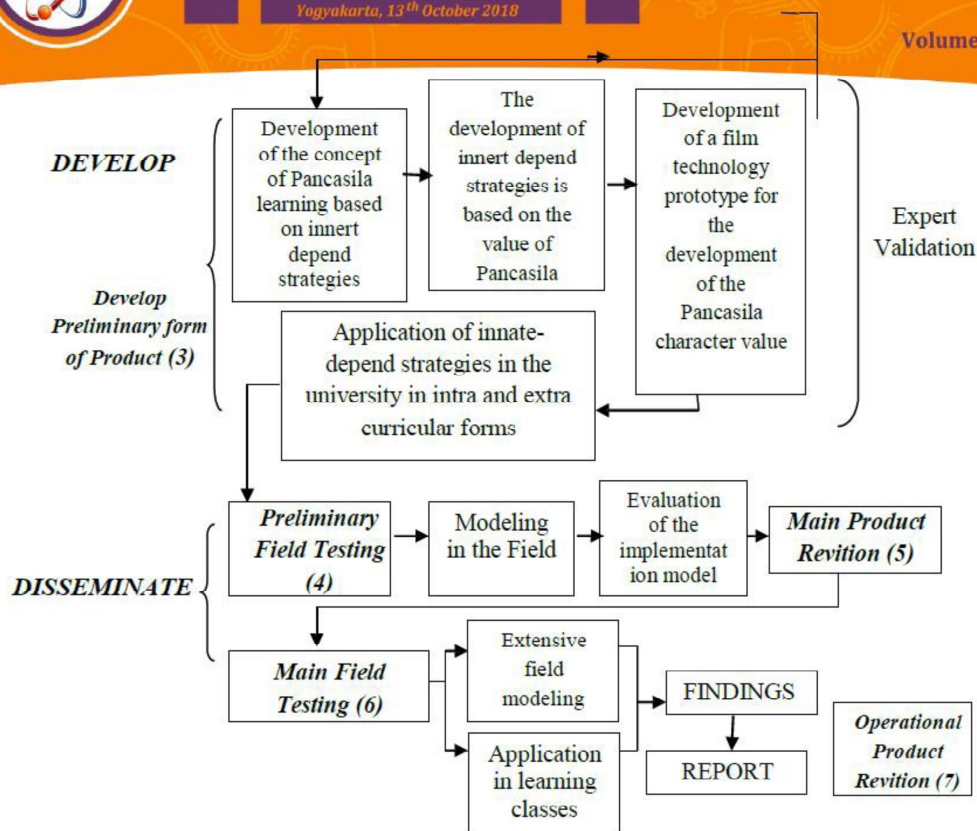 Yogyakarta, 13th October 2018
Volume
DEVELOP
Develop
Preliminary form
of Product (3)
Development
of the concept
of Pancasila
learning based
on innert
depend
strategies
The
development of
innert depend
strategies is
based on the
value of
Pancasila
Development
of a film
technology
prototype for
the
development
of the
Pancasila
character value
Expert
Validation
Application of innate-
depend strategies in the
university in intra and extra
curricular forms
DISSEMINATE
Preliminary
Field Testing
(4)
Modeling
in the Field
Evaluation
of the
implementat
ion model
Main Product
Revition (5)
Main Field
Testing (6)
Extensive
field
modeling
Application
in learning
classes
FINDINGS
REPORT
Operational
Product
Revition (7)